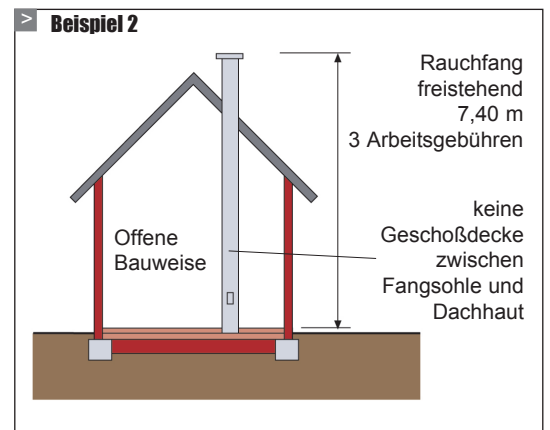 > Beispiel 2
Rauchfang
freistehend
7,40 m
3 Arbeitsgebühren
keine
Geschoßdecke
zwischen
Fangsohle und
Dachhaut
Offene
Bauweise